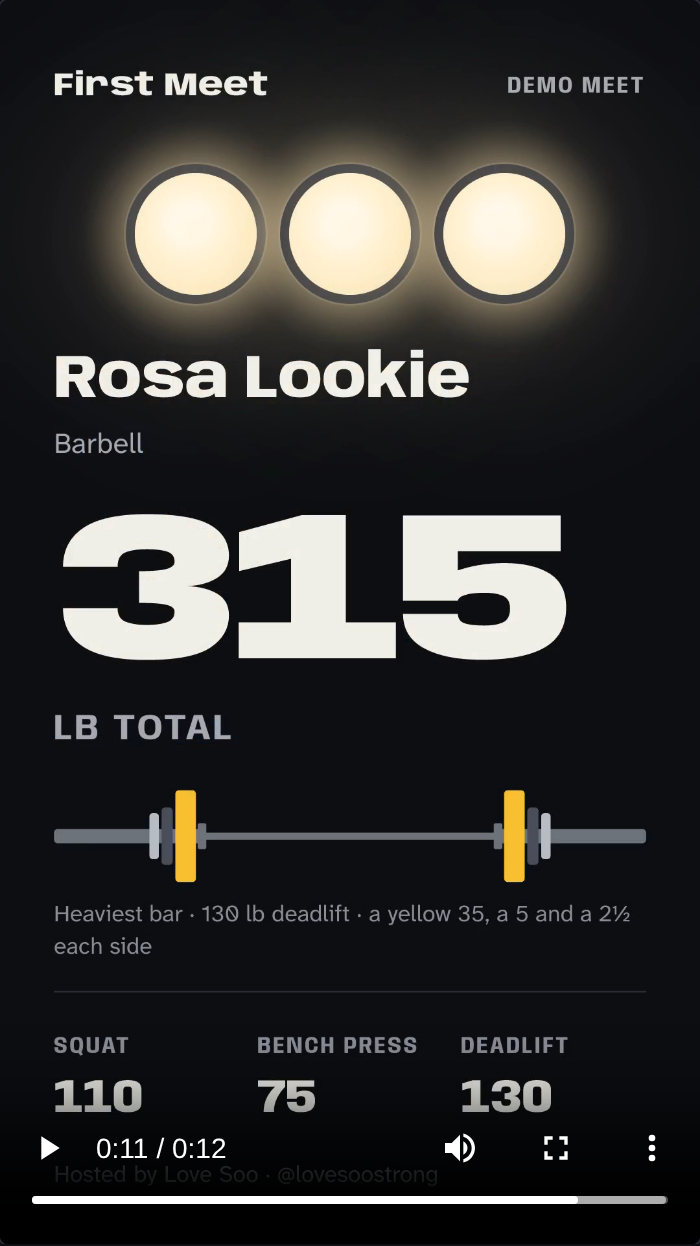 First Meet
DEMO MEET
Rosa Lookie
Barbell
315
LB TOTAL
Heaviest bar · 130 lb deadlift · a yellow 35, a 5 and a 2½
each side
SQUAT
BENCH PRESS
DEADLIFT
110
75
130
0:11 / 0:12
Hosted by Love Soo · @lovesoostrong